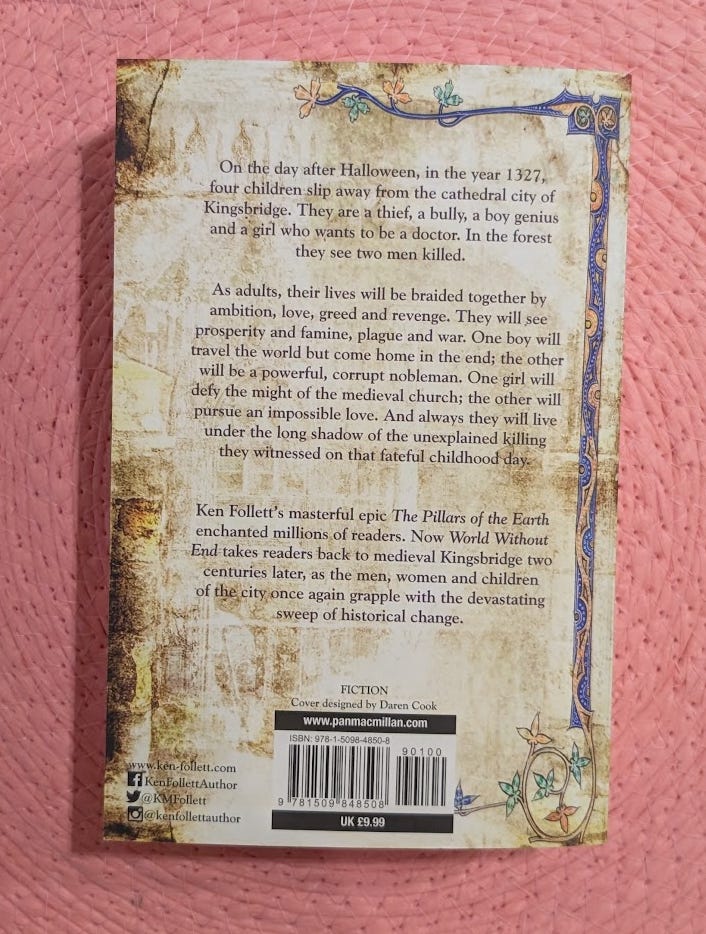 On the day after Halloween, in the year 1327,
four children slip away from the cathedral city of
Kingsbridge. They are a thief, a bully, a boy genius
and a girl who wants to be a doctor. In the forest
they see two men killed.
As adults, their lives will be braided together by
ambition, love, greed and revenge. They will see
prosperity and famine, plague and war. One boy will
travel the world but come home in the end; the other
will be a powerful, corrupt nobleman. One girl will
defy the might of the medieval church; the other will
pursue an impossible love. And always they will live
under the long shadow of the unexplained killing
they witnessed on that fateful childhood day.
Ken Follett's masterful epic The Pillars of the Earth
enchanted millions of readers. Now World Without
End takes readers back to medieval Kingsbridge two
centuries later, as the men, women and children
of the city once again grapple with the devastating
sweep of historical change.
FICTION
Cover designed by Daren Cook
www.panmacmillan.com
ISBN: 978-1-5098-4850-8
90100
9 781509 848508
UK £9.99
www.ken-follett.com
KenFollettAuthor
@KMFollett
@kenfollettauthor